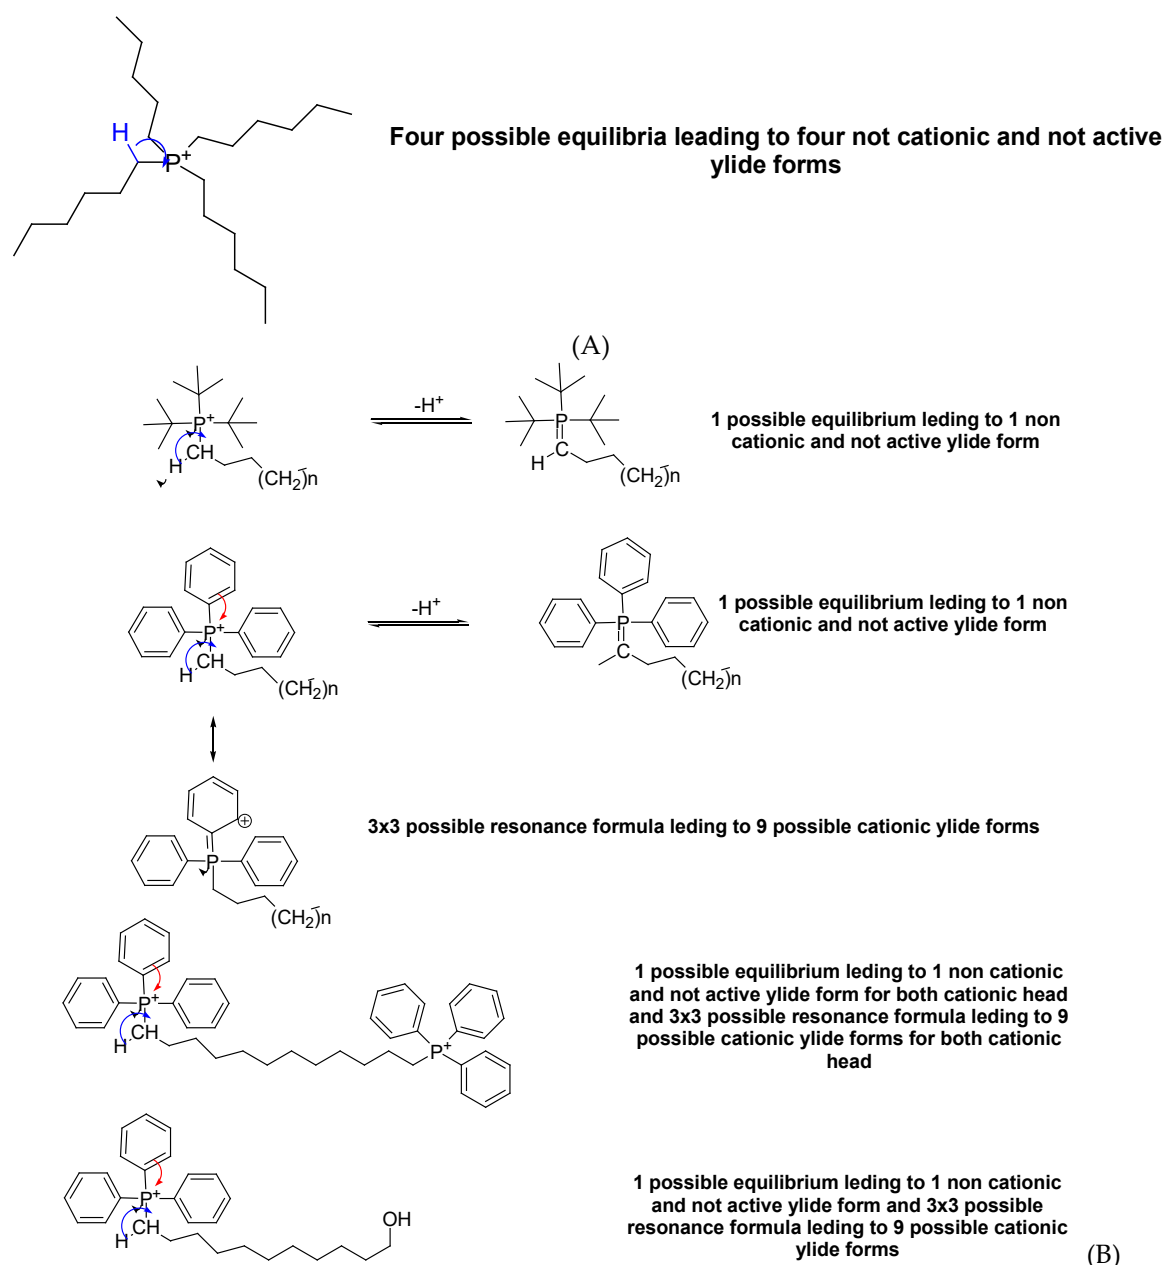 H
P+
Four possible equilibria leading to four not cationic and not active
ylide forms
(A)
P+
CH
H
(CH2)n
-H+
P
H
C
(CH2)n
1 possible equilibrium leding to 1 non
cationic and not active ylide form
P+
CH
H
(CH2)n
-H+
P
C
(CH2)n
1 possible equilibrium leading to 1 non
cationic and not active ylide form
⊕
P
(CH2)n
3x3 possible resonance formula leding to 9 possible cationic ylide forms
P+
CH
H
P+
1 possible equilibrium leding to 1 non cationic
and not active ylide form for both cationic head
and 3x3 possible resonance formula leding to 9
possible cationic ylide forms for both cationic
head
P+
CH
H
OH
1 possible equilibrium leding to 1 non cationic
and not active ylide form and 3x3 possible
resonance formula leding to 9 possible cationic
ylide forms
(B)